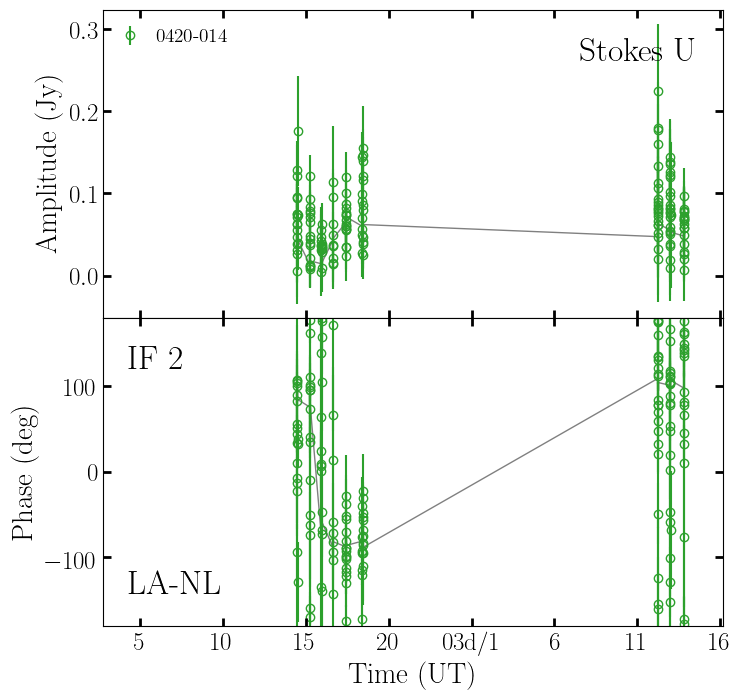 0420-014
Stokes U
0.3
0.2
0.1
0.0
Amplitude (Jy)
IF 2
LA-NL
100
0
−100
Phase (deg)
5 10 15 20 03d/1 6 11 16
Time (UT)